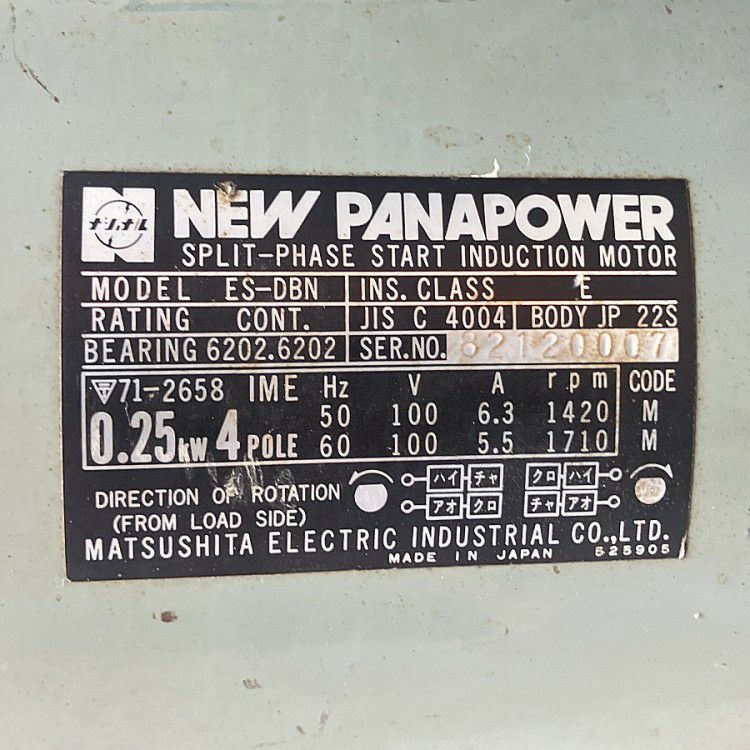 ナショナル
NEW PANAPOWER
SPLIT-PHASE START INDUCTION MOTOR
MODEL ES-DBN INS. CLASS E
RATING CONT. JIS C 4004 BODY JP 22S
BEARING 6202.6202 SER.NO. 82120007
71-2658 IME Hz V A rpm CODE
50 100 6.3 1420 M
0.25kW 4 POLE 60 100 5.5 1710 M
ハイ チャ クロ ハイ
DIRECTION OF ROTATION
アオ クロ チャ アオ
(FROM LOAD SIDE)
MATSUSHITA ELECTRIC INDUSTRIAL CO.,LTD.
MADE IN JAPAN 525905